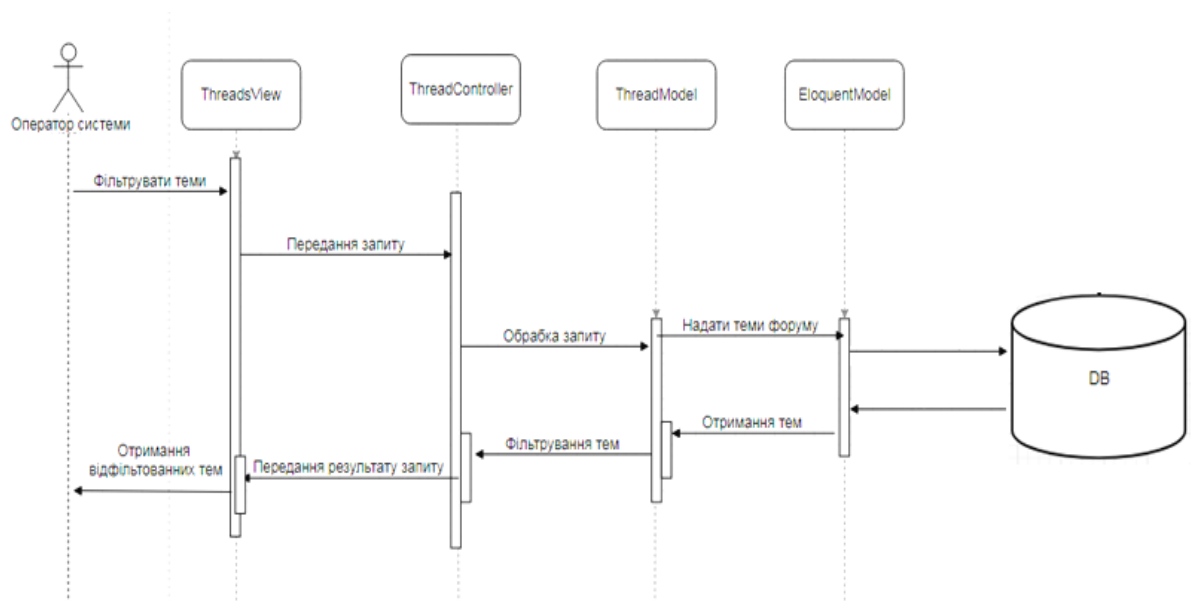 ThreadsView
ThreadController
ThreadModel
EloquentModel
Оператор системи
Фільтрувати теми
Передання запиту
Обрабка запиту
Надати теми форуму
DB
Отримання тем
Фільтрування тем
Отримання
відфільтованних тем
Передання результату запиту